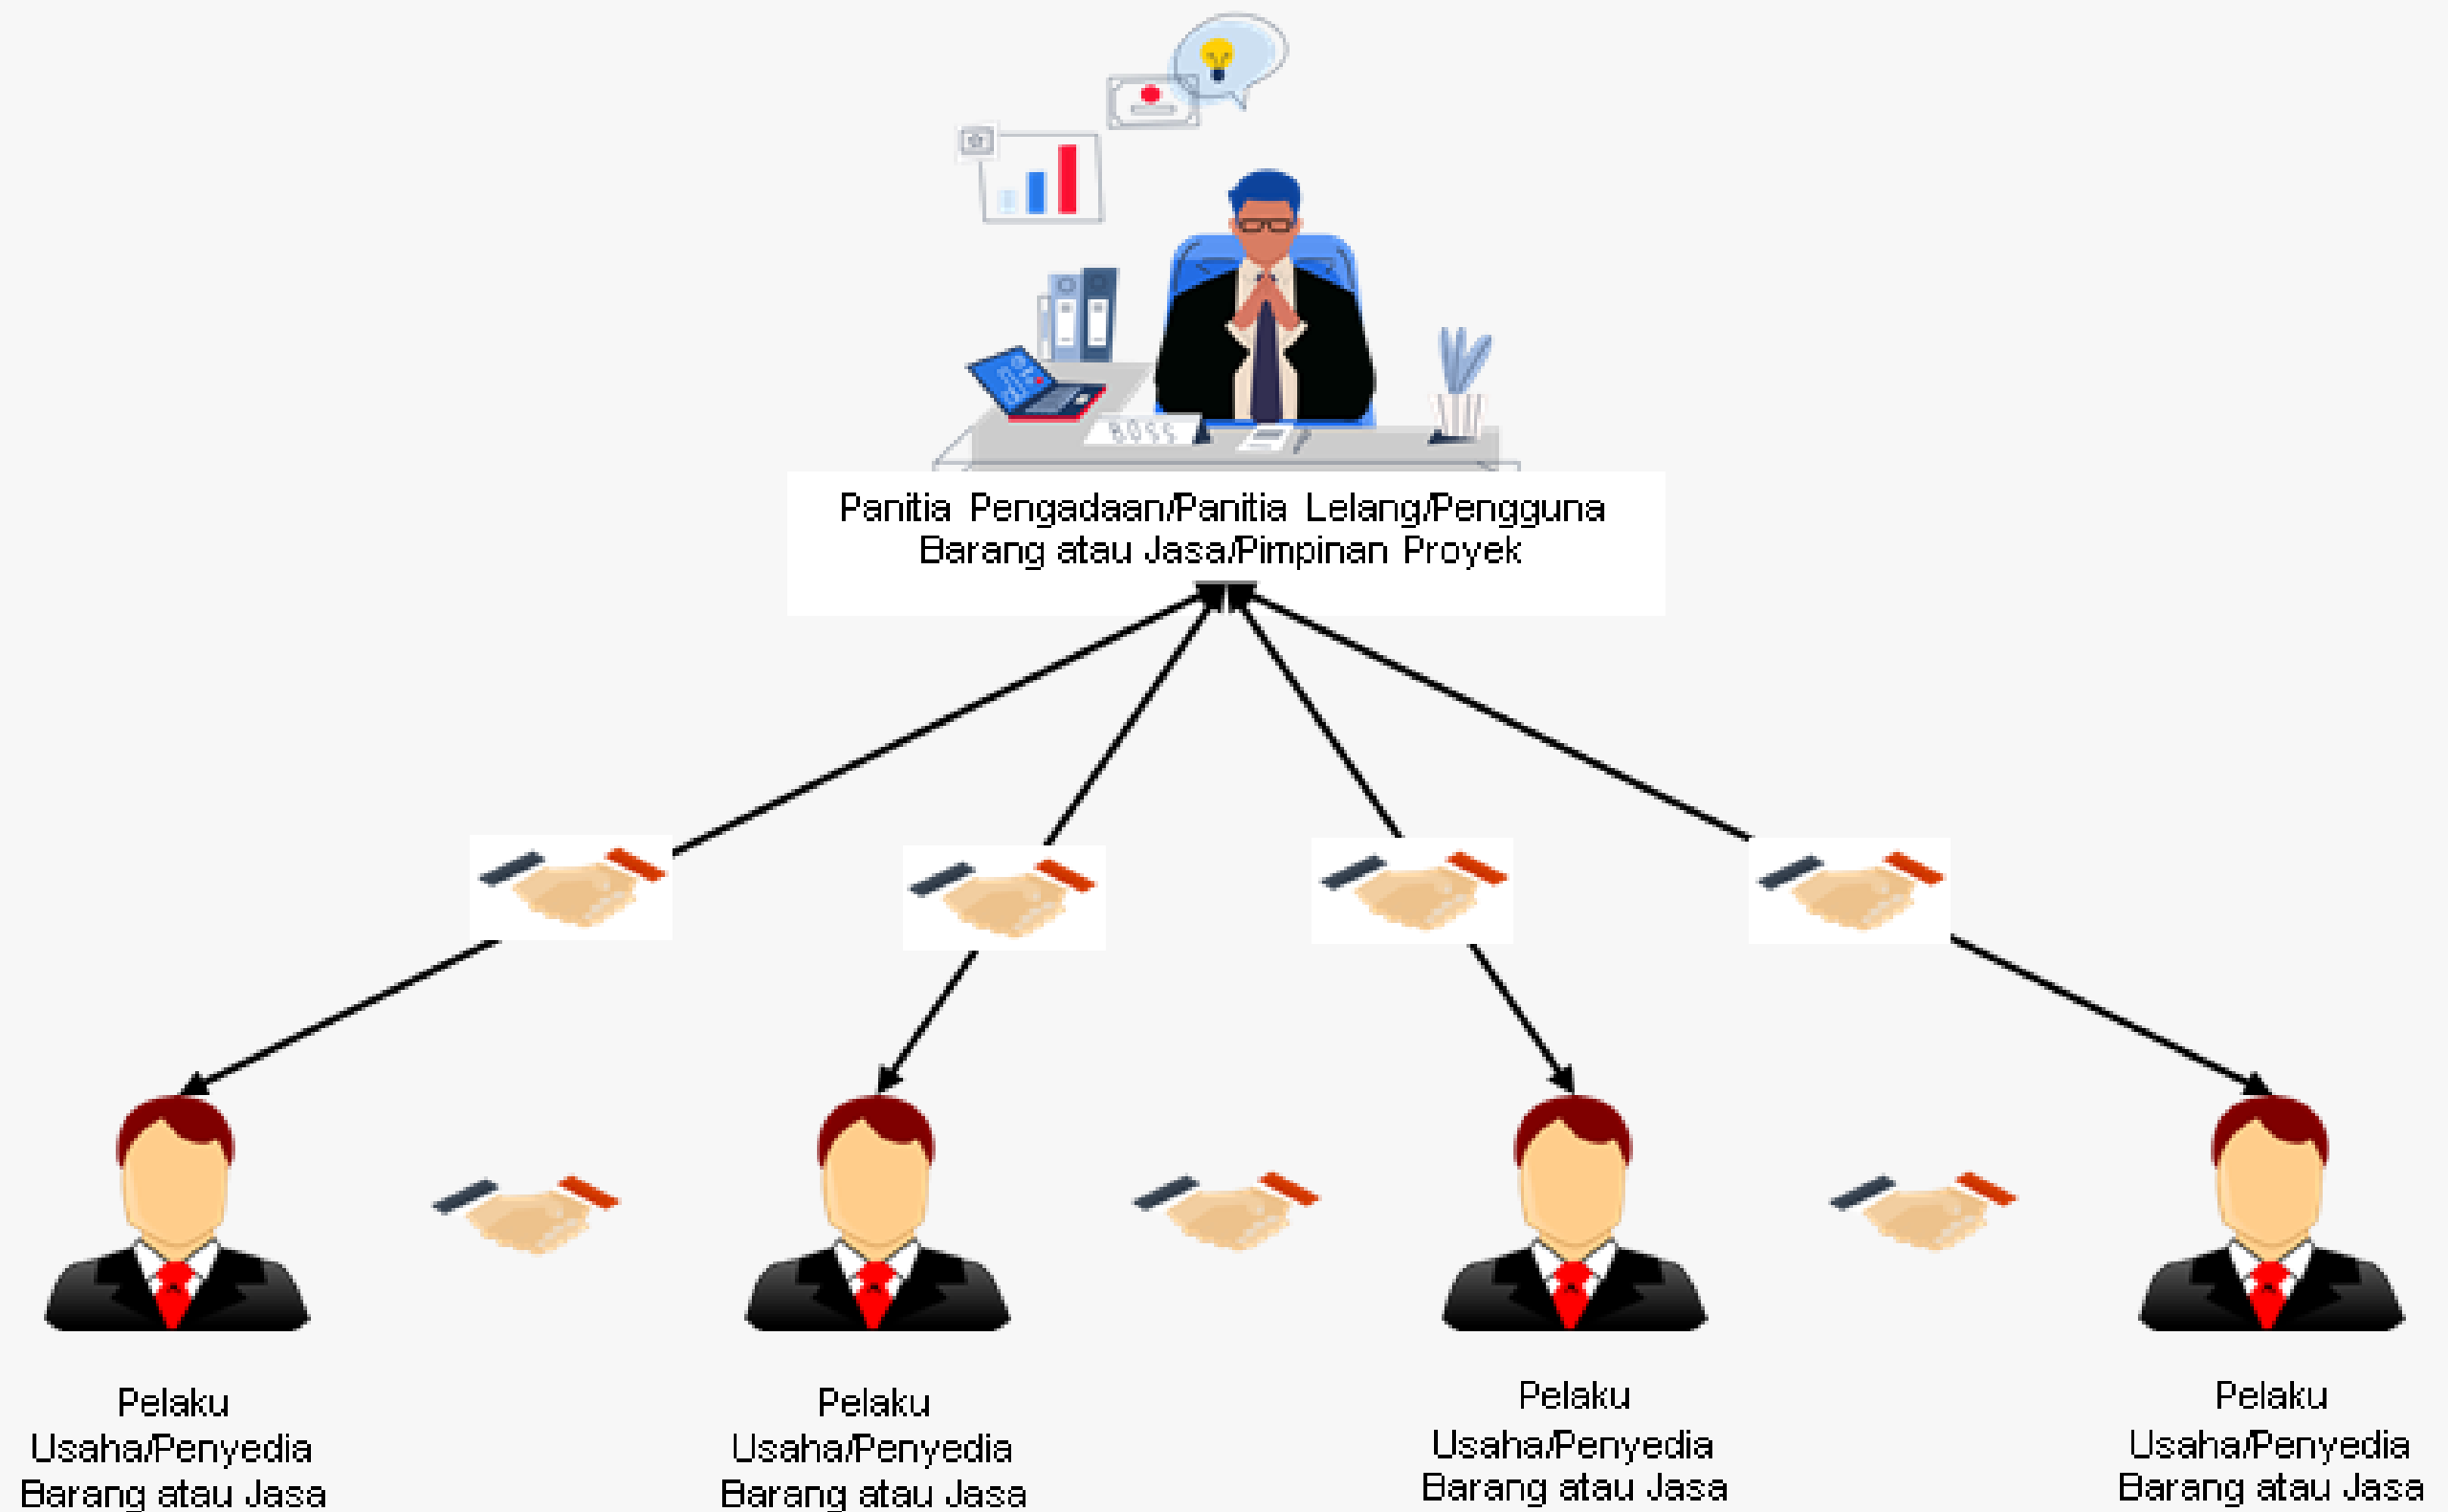 BOSS
Panitia Pengadaan/Panitia Lelang/Pengguna
Barang atau Jasa/Pimpinan Proyek
Pelaku
Usaha/Penyedia
Barang atau Jasa
Pelaku
Usaha/Penyedia
Barang atau Jasa
Pelaku
Usaha/Penyedia
Barang atau Jasa
Pelaku
Usaha/Penyedia
Barang atau Jasa